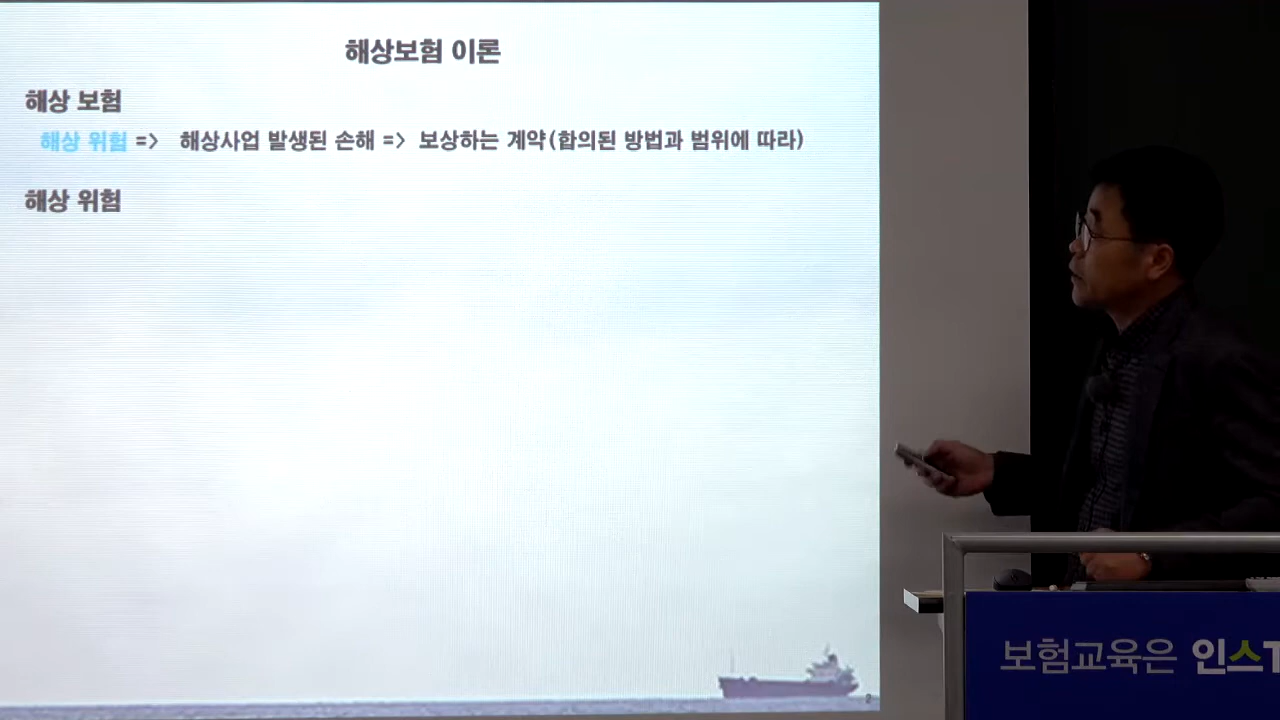 해상보험 이론
해상 보험
해상 위험 => 해상사업 발생된 손해 => 보상하는 계약(합의된 방법과 범위에 따라)
해상 위험
2
보험교육은 인스